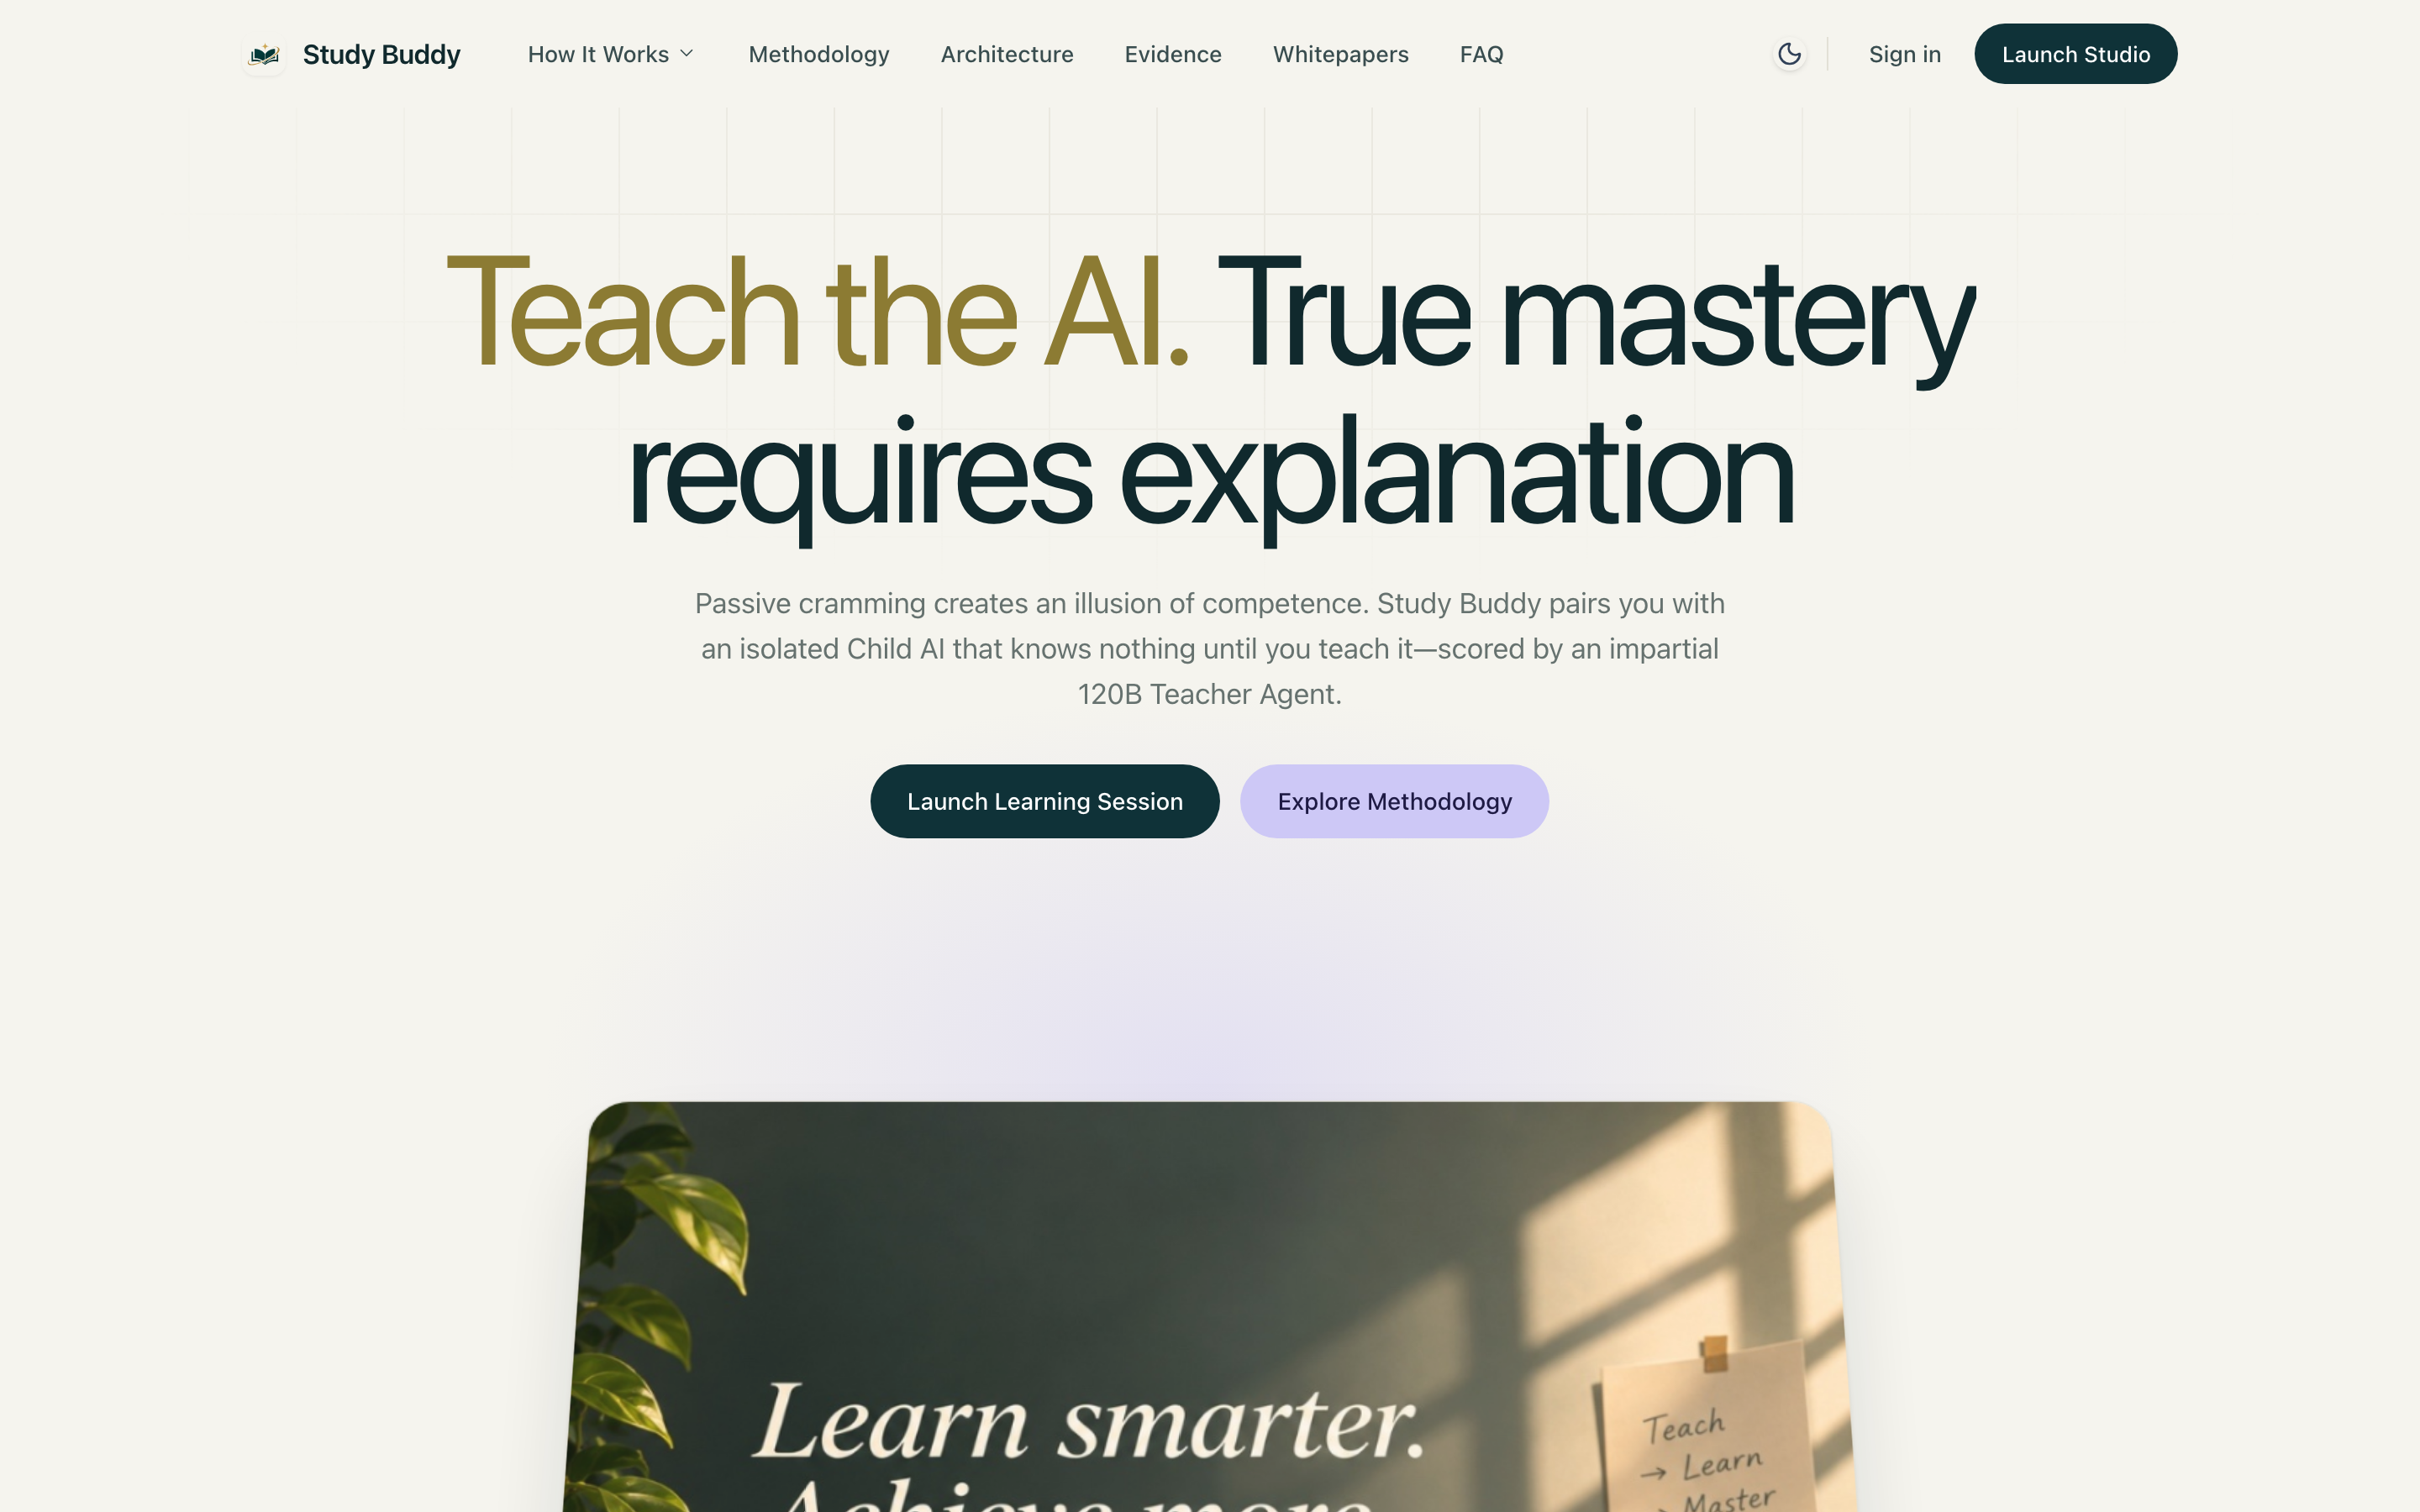 Study Buddy
How It Works
Methodology
Architecture
Evidence
Whitepapers
FAQ
Sign in
Launch Studio
Teach the AI. True mastery
requires explanation
Passive cramming creates an illusion of competence. Study Buddy pairs you with
an isolated Child AI that knows nothing until you teach it—scored by an impartial
120B Teacher Agent.
Launch Learning Session
Explore Methodology
Learn smarter.
Achieve more.
Teach
→ Learn
→ Master